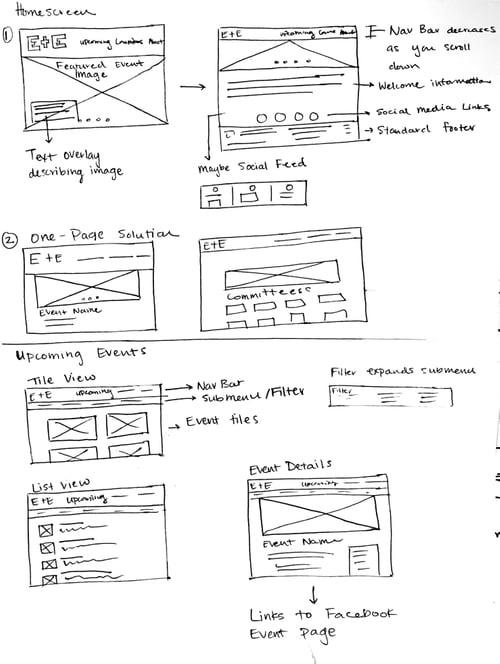 Homescreen
1
E+E upcoming Committees About
Featured Event
Image
Text overlay
describing image
E+E upcoming Comm About
Nav Bar decreases
as you scroll
down
Welcome information
Social media Links
Standard footer
Maybe Social Feed
2 One-Page Solution
E+E
Event Name
E+E
Committees
Upcoming Events
Tile View
E+E upcoming
Nav Bar
Submenu/Filter
Event tiles
Filter expands submenu
Filter
List View
E+E upcoming
Event Details
E+E upcoming
Event Name
Links to Facebook
Event Page